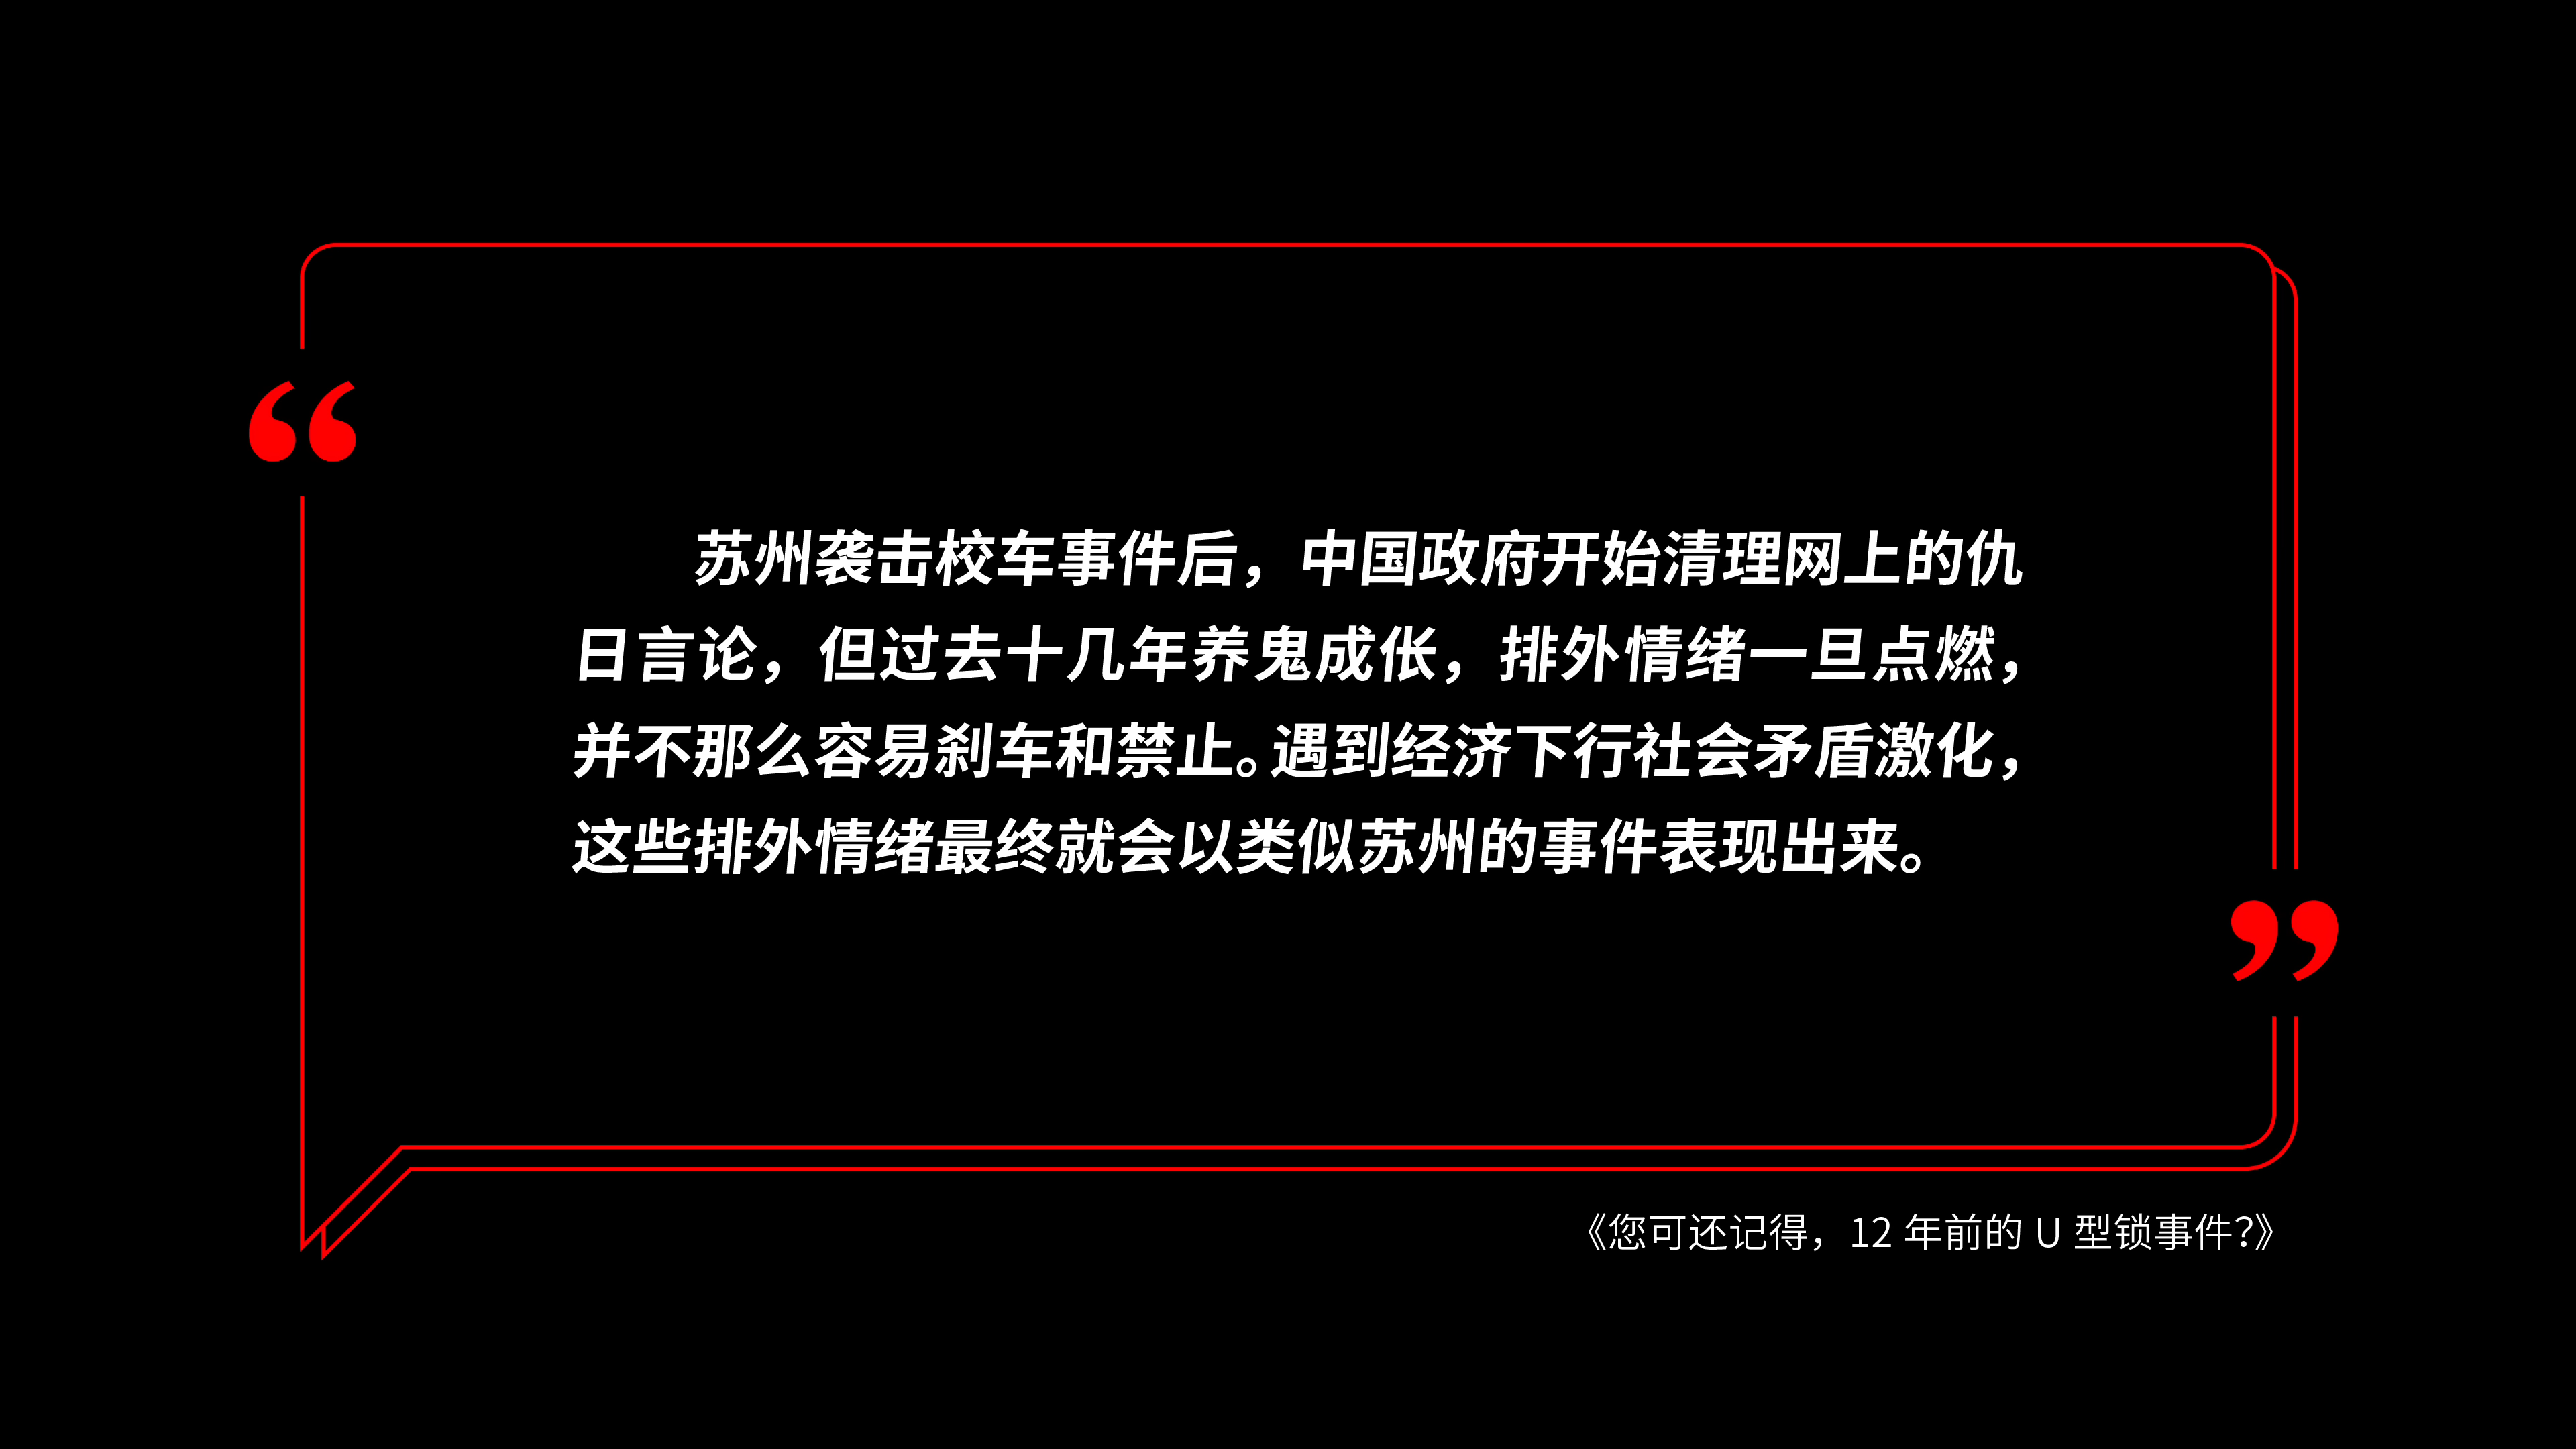 “
苏州袭击校车事件后，中国政府开始清理网上的仇
日言论，但过去十几年养鬼成伥，排外情绪一旦点燃，
并不那么容易刹车和禁止。遇到经济下行社会矛盾激化，
这些排外情绪最终就会以类似苏州的事件表现出来。
”
《您可还记得，12 年前的 U 型锁事件？》